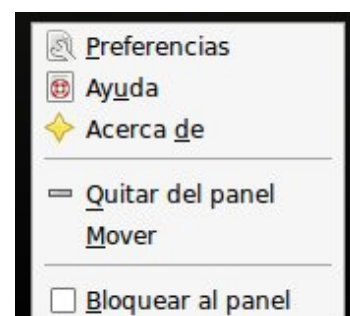 Preferencias
Ayuda
Acerca de
Quitar del panel
Mover
Bloquear al panel